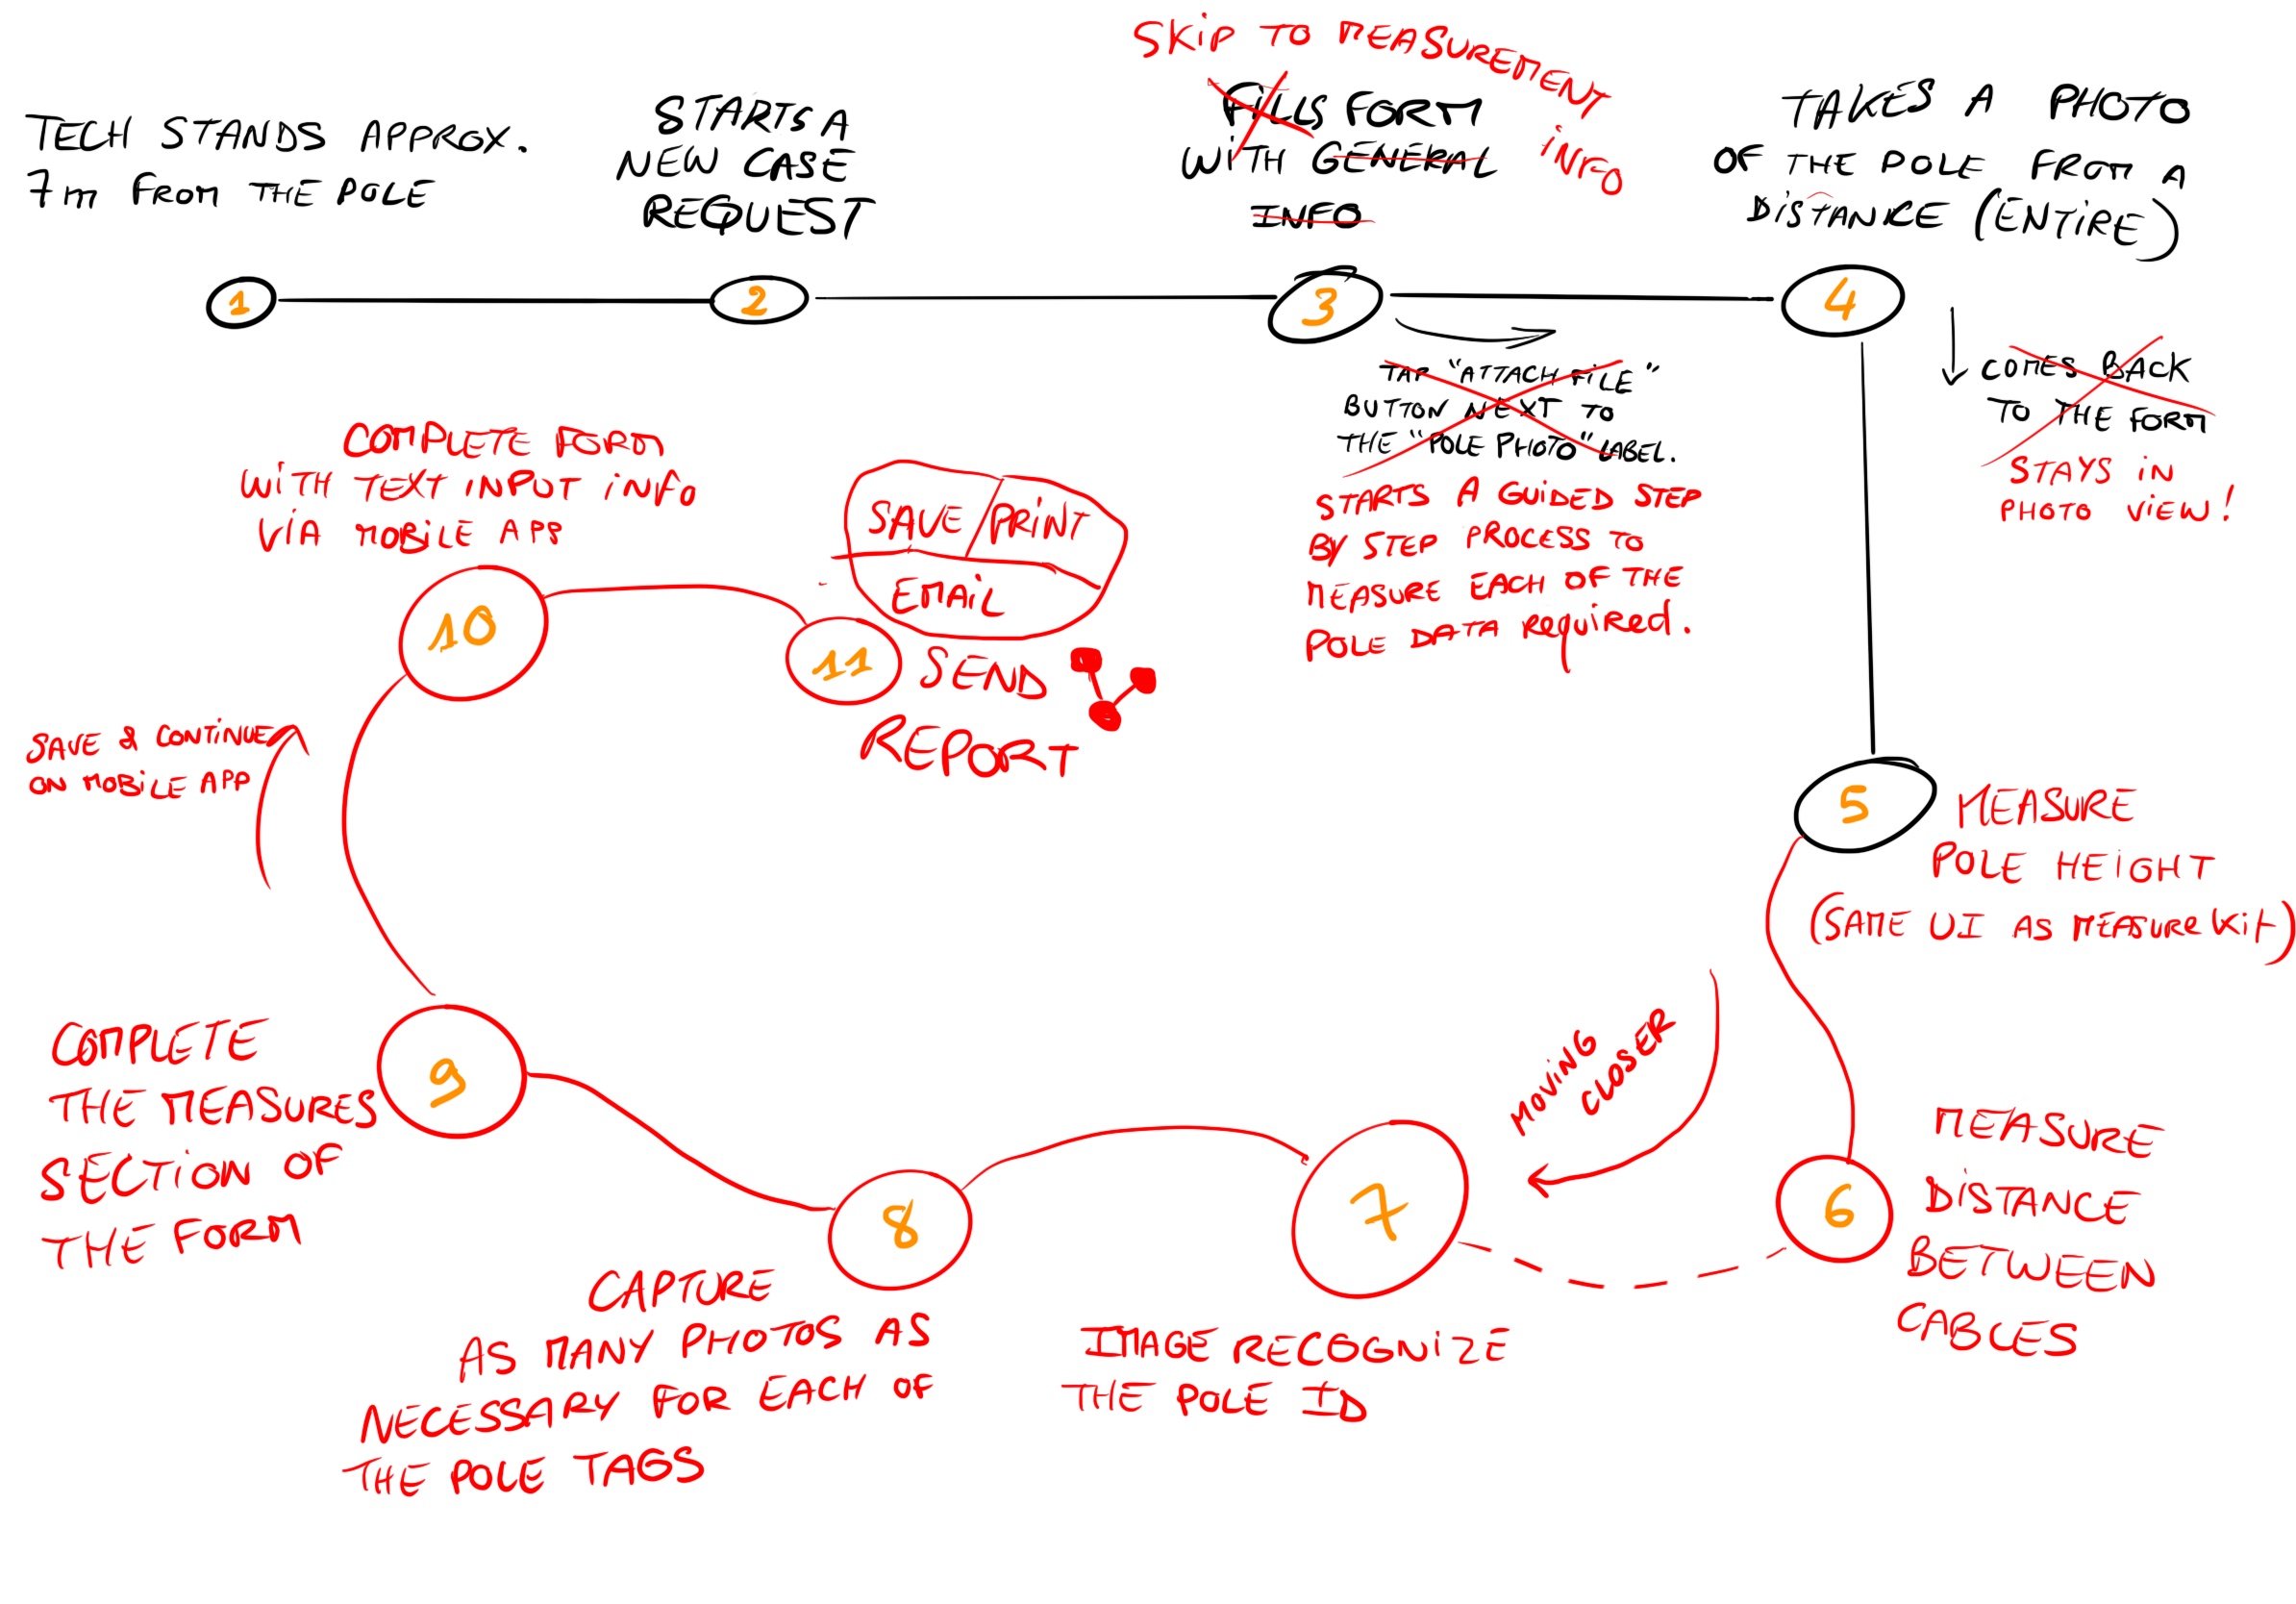 TECH STANDS APPROX.
7m FROM THE POLE
STARTS A
NEW CASE
REQUEST
SKIP TO MEASUREMENT
INFO
FILLS FORM
WITH GENERAL
INFO
TAKES A PHOTO
OF THE POLE FROM A
DISTANCE (ENTIRE)
1
2
3
4
TAP "ATTACH FILE"
BUTTON NEXT TO
THE "POLE PHOTO" LABEL.
STARTS A GUIDED STEP
BY STEP PROCESS TO
MEASURE EACH OF THE
POLE DATA REQUIRED.
COMES BACK
TO THE FORM
STAYS IN
PHOTO VIEW!
5
MEASURE
POLE HEIGHT
(SAME UI AS MEASURE KIT)
6
MEASURE
DISTANCE
BETWEEN
CABLES
MOVING
CLOSER
7
IMAGE RECOGNIZE
THE POLE ID
8
CAPTURE
AS MANY PHOTOS AS
NECESSARY FOR EACH OF
THE POLE TAGS
9
COMPLETE
THE MEASURES
SECTION OF
THE FORM
SAVE & CONTINUE
ON MOBILE APP
10
COMPLETE FORM
WITH TEXT INPUT INFO
VIA MOBILE APP
11
SEND
REPORT
SAVE / PRINT
EMAIL